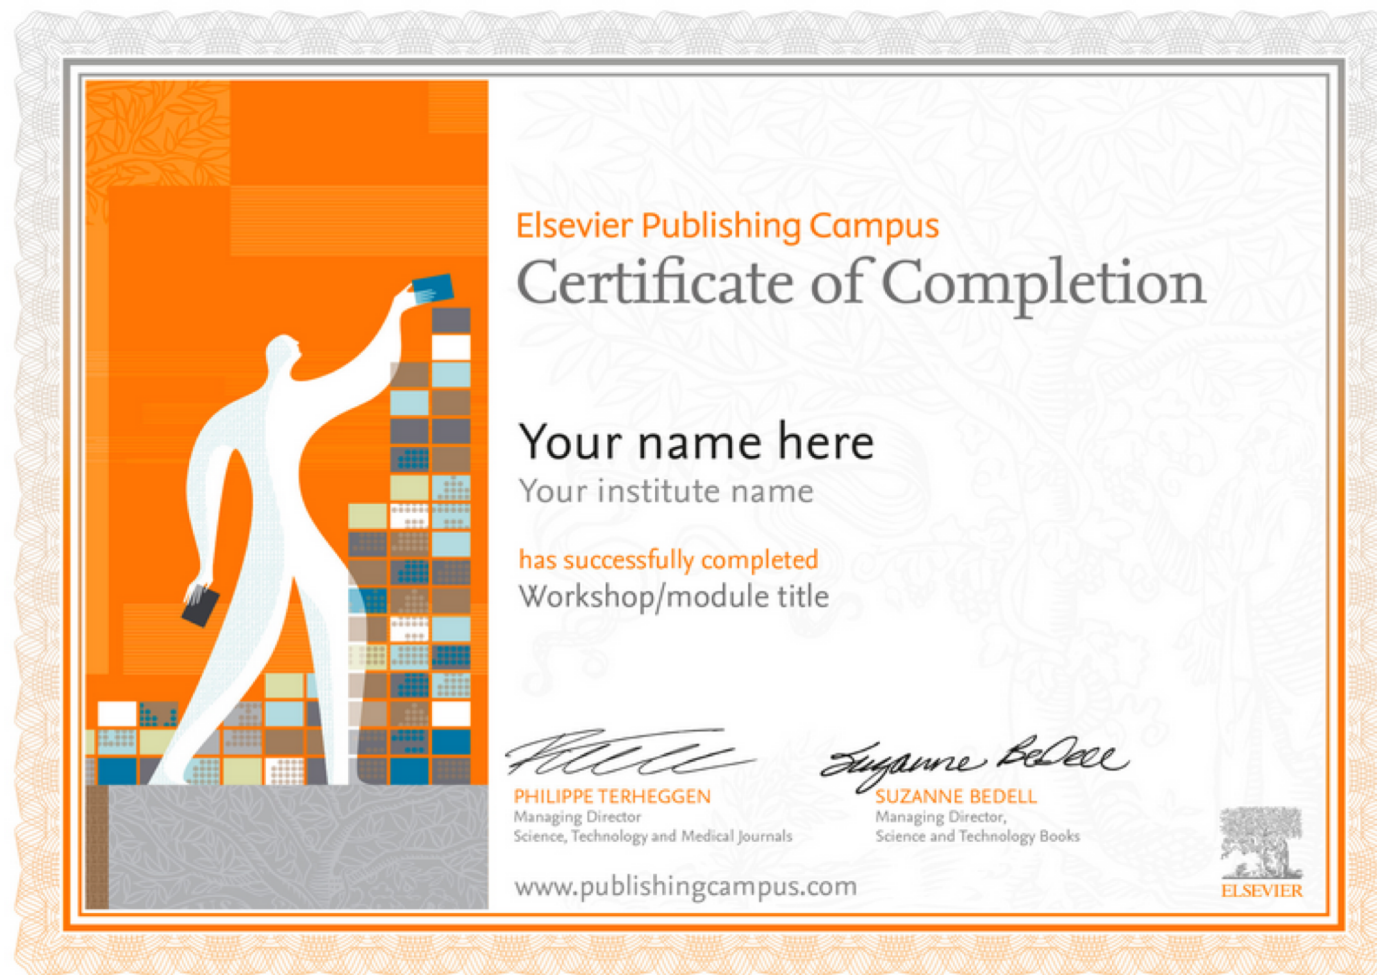 Elsevier Publishing Campus
Certificate of Completion
Your name here
Your institute name
has successfully completed
Workshop/module title
Suzanne Bedell
PHILIPPE TERHEGGEN
Managing Director
Science, Technology and Medical Journals
SUZANNE BEDELL
Managing Director,
Science and Technology Books
www.publishingcampus.com
ELSEVIER